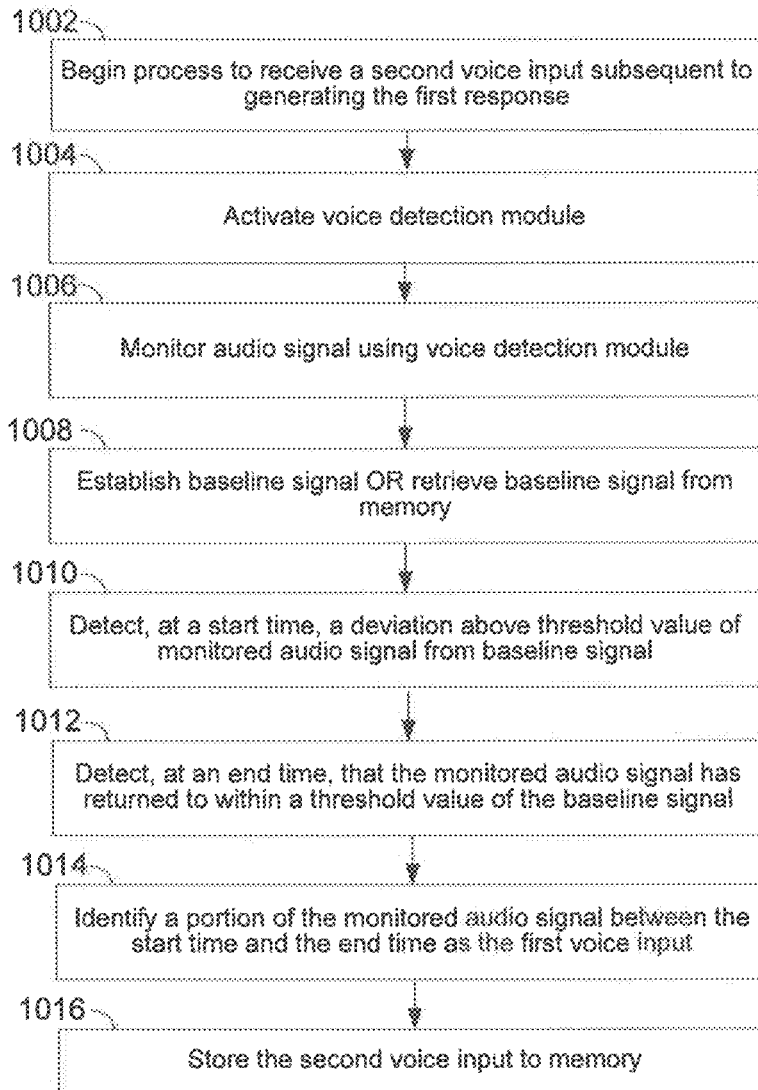 1002
Begin process to receive a second voice input subsequent to
generating the first response
1004
Activate voice detection module
1006
Monitor audio signal using voice detection module
1008
Establish baseline signal OR retrieve baseline signal from
memory
1010
Detect, at a start time, a deviation above threshold value of
monitored audio signal from baseline signal
1012
Detect, at an end time, that the monitored audio signal has
returned to within a threshold value of the baseline signal
1014
Identify a portion of the monitored audio signal between the
start time and the end time as the first voice input
1016
Store the second voice input to memory